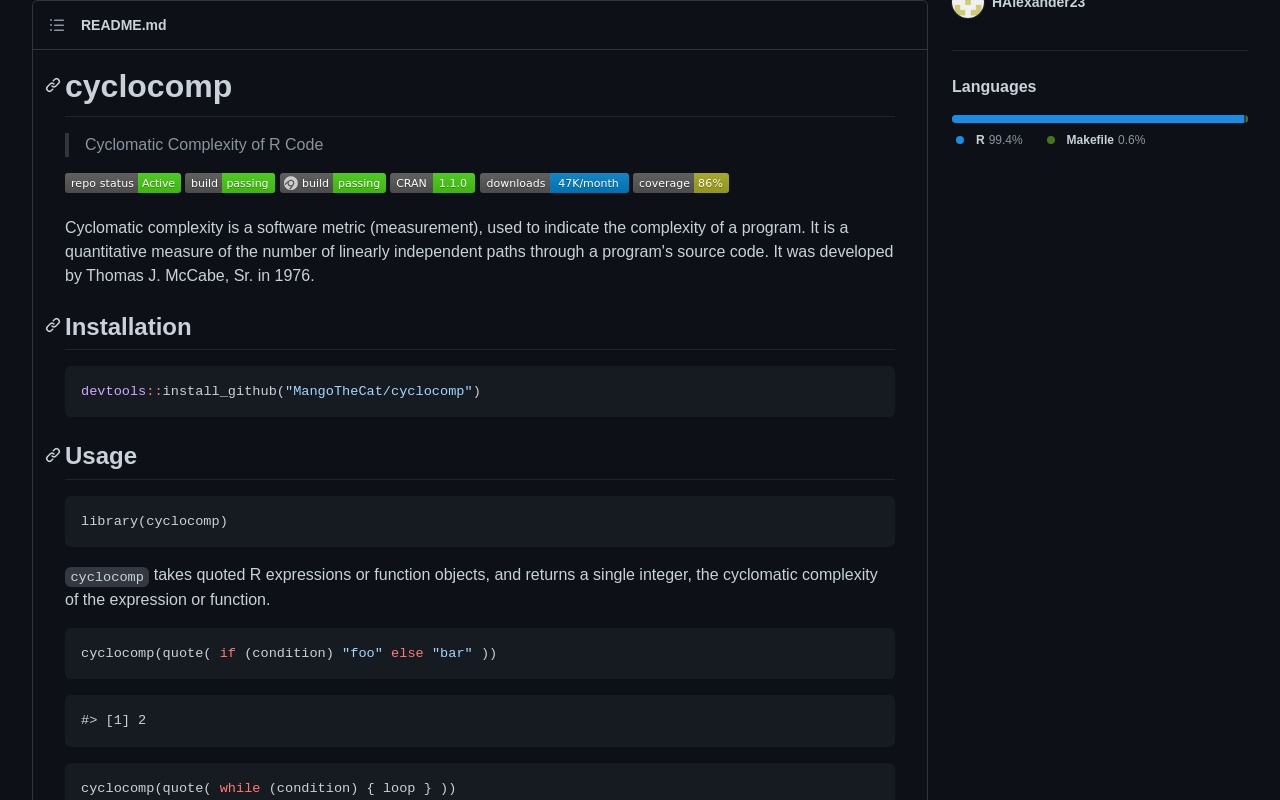 README.md
cyclocomp
Cyclomatic Complexity of R Code
repo status Active build passing build passing CRAN 1.1.0 downloads 47K/month coverage 86%
Cyclomatic complexity is a software metric (measurement), used to indicate the complexity of a program. It is a
quantitative measure of the number of linearly independent paths through a program's source code. It was developed
by Thomas J. McCabe, Sr. in 1976.
Installation
devtools::install_github("MangoTheCat/cyclocomp")
Usage
library(cyclocomp)
cyclocomp takes quoted R expressions or function objects, and returns a single integer, the cyclomatic complexity
of the expression or function.
cyclocomp(quote( if (condition) "foo" else "bar" ))
#> [1] 2
cyclocomp(quote( while (condition) { loop } ))
HAlexander23
Languages
R 99.4% Makefile 0.6%